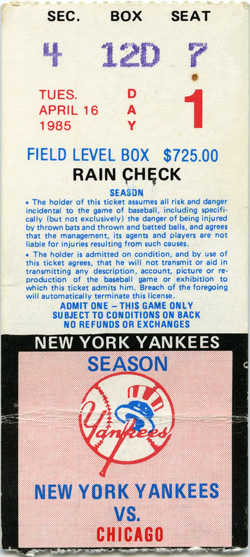 SEC. BOX SEAT
4 12D 7
TUES. D
APRIL 16 A 1
1985 Y
FIELD LEVEL BOX $725.00
RAIN CHECK
SEASON
• The holder of this ticket assumes all risk and danger
incidental to the game of baseball, including specifi-
cally (but not exclusively) the danger of being injured
by thrown bats and thrown and batted balls, and agrees
that the management, its agents and players are not
liable for injuries resulting from such causes.
• The holder is admitted on condition, and by use of
this ticket agrees, that he will not transmit or aid in
transmitting any description, account, picture or re-
production of the baseball game or exhibition to
which this ticket admits him. Breach of the foregoing
will automatically terminate this license.
ADMIT ONE – THIS GAME ONLY
SUBJECT TO CONDITIONS ON BACK
NO REFUNDS OR EXCHANGES
NEW YORK YANKEES
SEASON
Yankees
NEW YORK YANKEES
VS.
CHICAGO